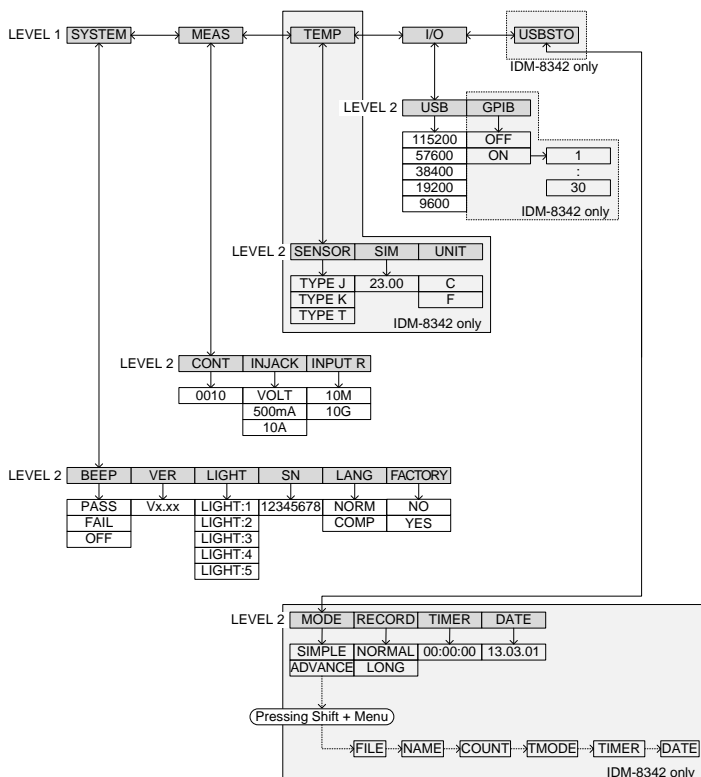 LEVEL 1 SYSTEM MEAS TEMP I/O USBSTO
IDM-8342 only
LEVEL 2 USB GPIB
115200 OFF
57600 ON 1
38400 :
19200 30
9600
IDM-8342 only
LEVEL 2 SENSOR SIM UNIT
TYPE J 23.00 C
TYPE K F
TYPE T
IDM-8342 only
LEVEL 2 CONT INJACK INPUT R
0010 VOLT 10M
500mA 10G
10A
LEVEL 2 BEEP VER LIGHT SN LANG FACTORY
PASS Vx.xx LIGHT:1 12345678 NORM NO
FAIL LIGHT:2 COMP YES
OFF LIGHT:3
LIGHT:4
LIGHT:5
LEVEL 2 MODE RECORD TIMER DATE
SIMPLE NORMAL 00:00:00 13.03.01
ADVANCE LONG
Pressing Shift + Menu
FILE NAME COUNT TMODE TIMER DATE
IDM-8342 only